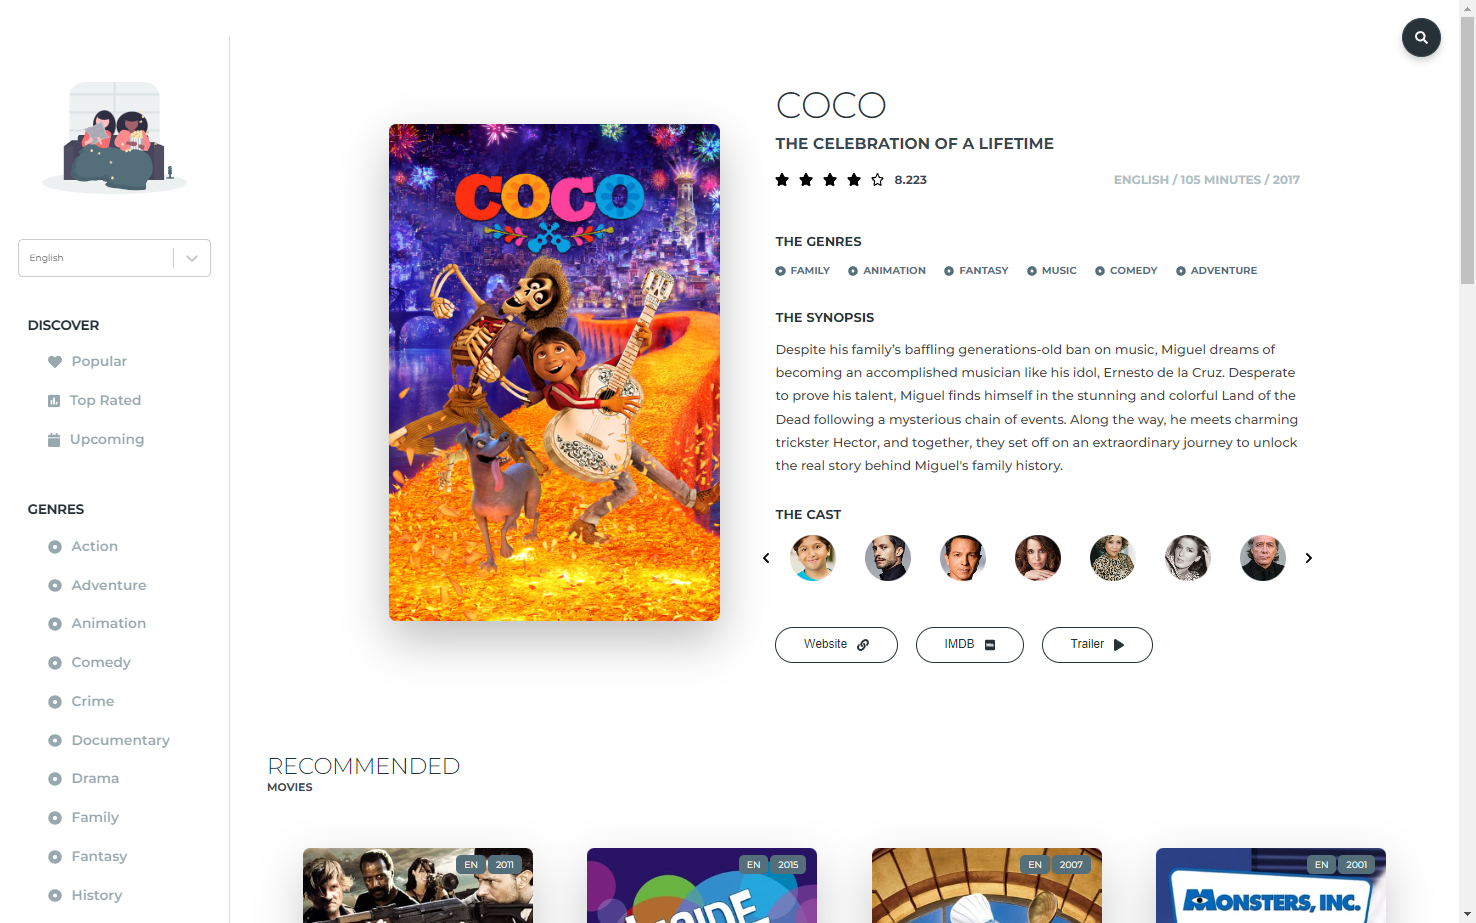 English
DISCOVER
Popular
Top Rated
Upcoming
GENRES
Action
Adventure
Animation
Comedy
Crime
Documentary
Drama
Family
Fantasy
History
COCO
COCO
THE CELEBRATION OF A LIFETIME
8.223
ENGLISH / 105 MINUTES / 2017
THE GENRES
FAMILY ANIMATION FANTASY MUSIC COMEDY ADVENTURE
THE SYNOPSIS
Despite his family’s baffling generations-old ban on music, Miguel dreams of
becoming an accomplished musician like his idol, Ernesto de la Cruz. Desperate
to prove his talent, Miguel finds himself in the stunning and colorful Land of the
Dead following a mysterious chain of events. Along the way, he meets charming
trickster Hector, and together, they set off on an extraordinary journey to unlock
the real story behind Miguel's family history.
THE CAST
Website IMDB Trailer
RECOMMENDED
MOVIES
EN 2011
EN 2015
INSIDE
EN 2007
EN 2001
MONSTERS, INC.